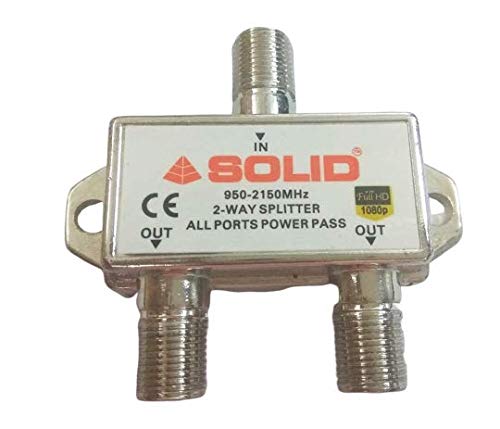 IN
SOLID
950-2150MHz
2-WAY SPLITTER
ALL PORTS POWER PASS
CE
OUT
OUT
Full HD
1080p